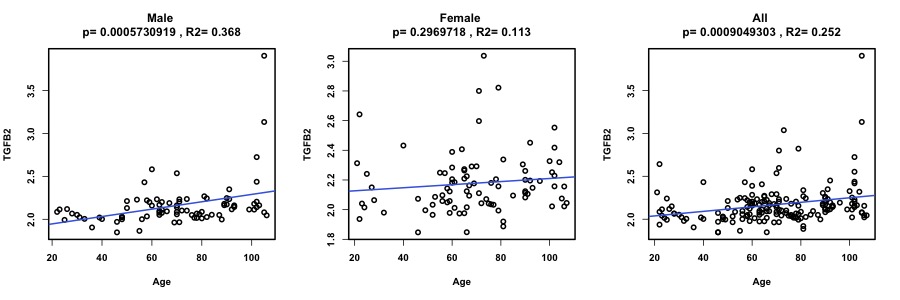 Male
p= 0.0005730919 , R2= 0.368
TGFB2
3.5
3.0
2.5
2.0
20 40 60 80 100
Age
Female
p= 0.2969718 , R2= 0.113
TGFB2
3.0
2.8
2.6
2.4
2.2
2.0
1.8
20 40 60 80 100
Age
All
p= 0.0009049303 , R2= 0.252
TGFB2
3.5
3.0
2.5
2.0
20 40 60 80 100
Age